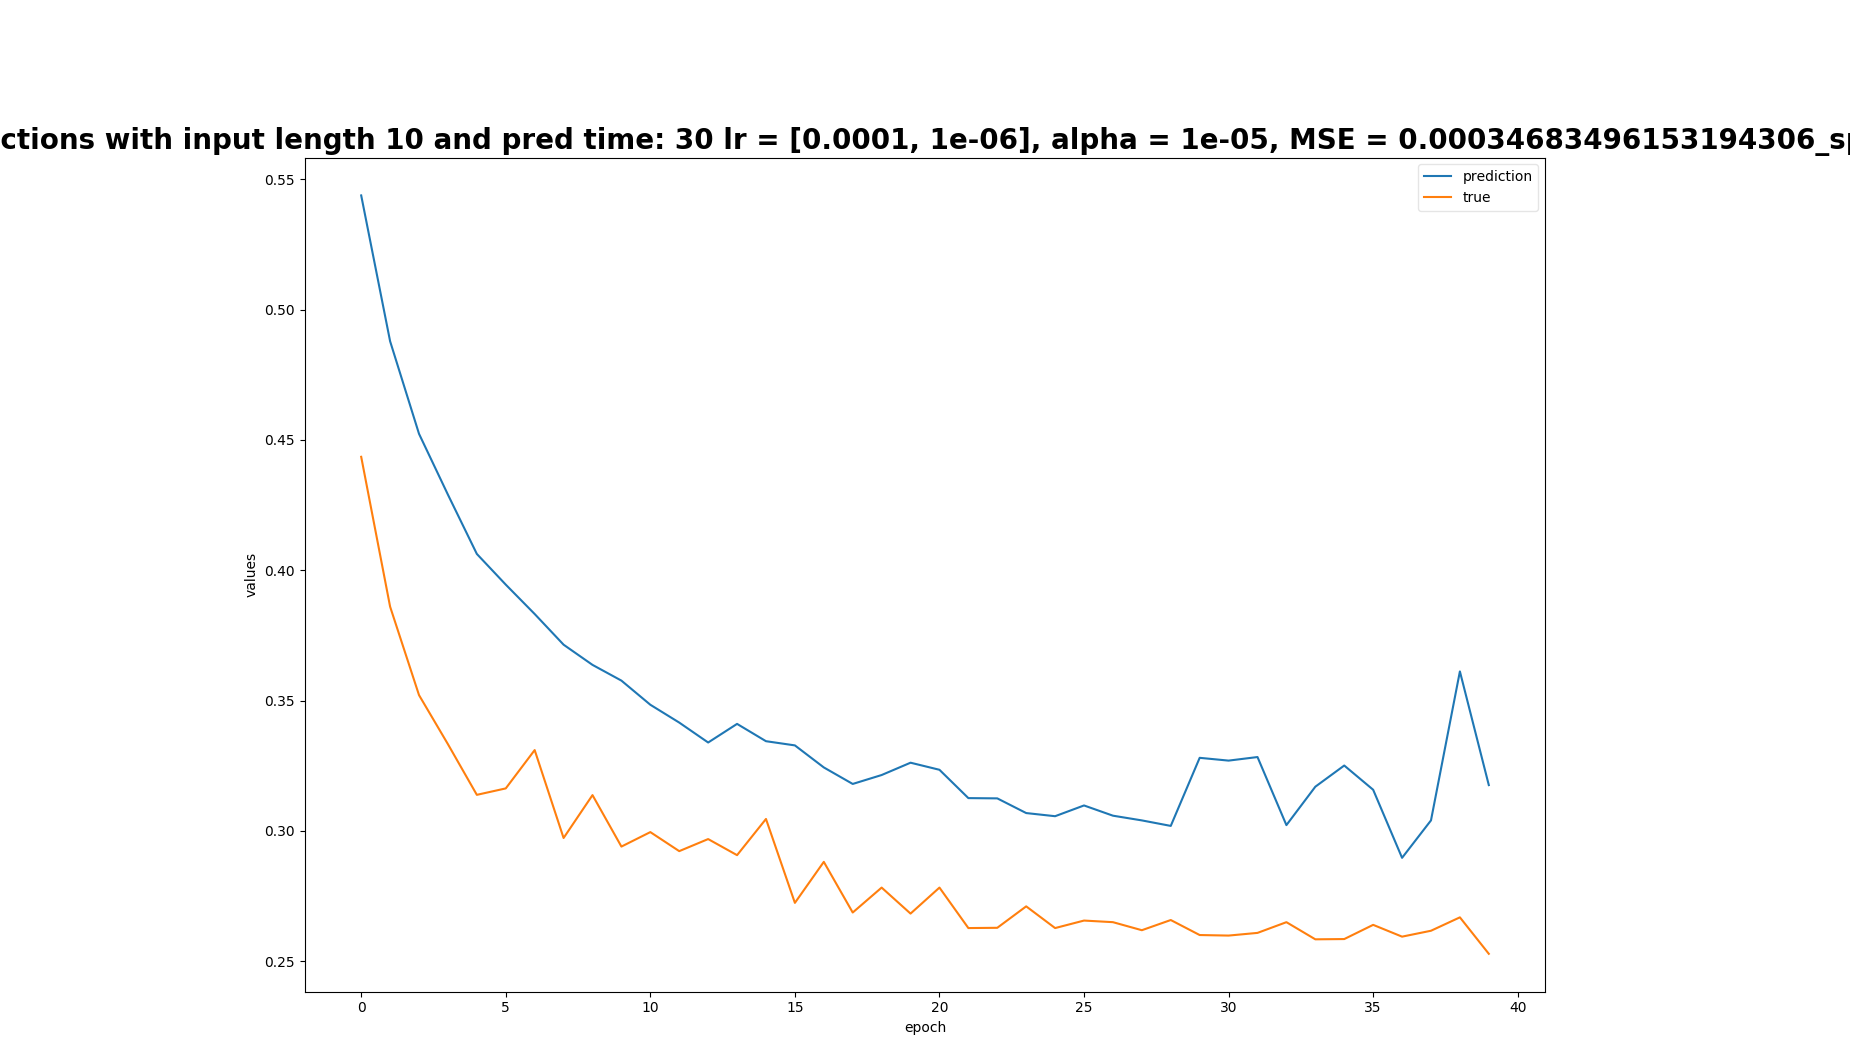 ctions with input length 10 and pred time: 30 lr = [0.0001, 1e-06], alpha = 1e-05, MSE = 0.00034683496153194306_sp
prediction
true
0.55
0.50
0.45
0.40
0.35
0.30
0.25
values
0 5 10 15 20 25 30 35 40
epoch